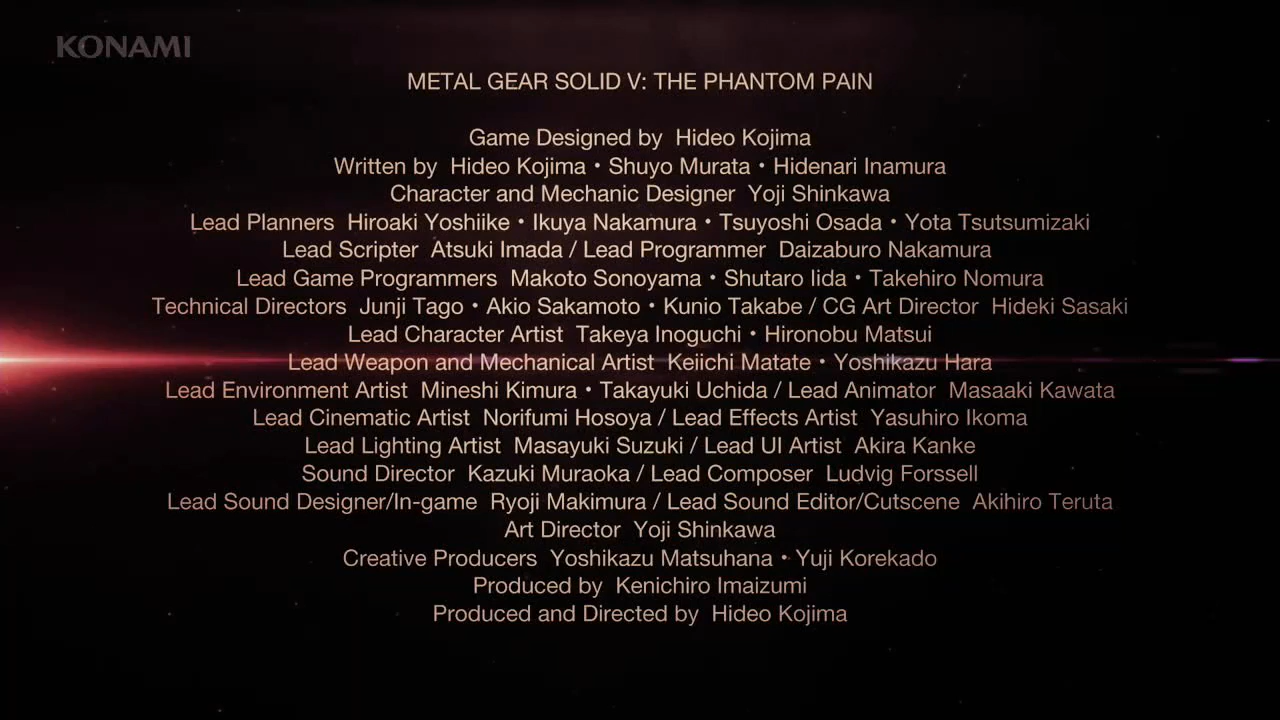 KONAMI
METAL GEAR SOLID V: THE PHANTOM PAIN
Game Designed by  Hideo Kojima
Written by  Hideo Kojima・Shuyo Murata・Hidenari Inamura
Character and Mechanic Designer  Yoji Shinkawa
Lead Planners  Hiroaki Yoshiike・Ikuya Nakamura・Tsuyoshi Osada・Yota Tsutsumizaki
Lead Scripter  Atsuki Imada / Lead Programmer  Daizaburo Nakamura
Lead Game Programmers  Makoto Sonoyama・Shutaro Iida・Takehiro Nomura
Technical Directors  Junji Tago・Akio Sakamoto・Kunio Takabe / CG Art Director  Hideki Sasaki
Lead Character Artist  Takeya Inoguchi・Hironobu Matsui
Lead Weapon and Mechanical Artist  Keiichi Matate・Yoshikazu Hara
Lead Environment Artist  Mineshi Kimura・Takayuki Uchida / Lead Animator  Masaaki Kawata
Lead Cinematic Artist  Norifumi Hosoya / Lead Effects Artist  Yasuhiro Ikoma
Lead Lighting Artist  Masayuki Suzuki / Lead UI Artist  Akira Kanke
Sound Director  Kazuki Muraoka / Lead Composer  Ludvig Forssell
Lead Sound Designer/In-game  Ryoji Makimura / Lead Sound Editor/Cutscene  Akihiro Teruta
Art Director  Yoji Shinkawa
Creative Producers  Yoshikazu Matsuhana・Yuji Korekado
Produced by  Kenichiro Imaizumi
Produced and Directed by  Hideo Kojima